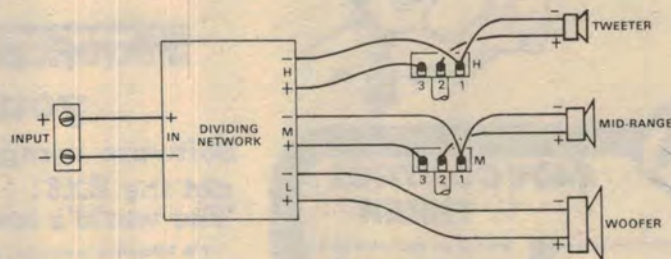 TWEETER
− +
− H +
H
3 2 1
INPUT + −
+ IN −
DIVIDING
NETWORK
− M +
MID-RANGE
− +
M
3 2 1
− L +
WOOFER
− +